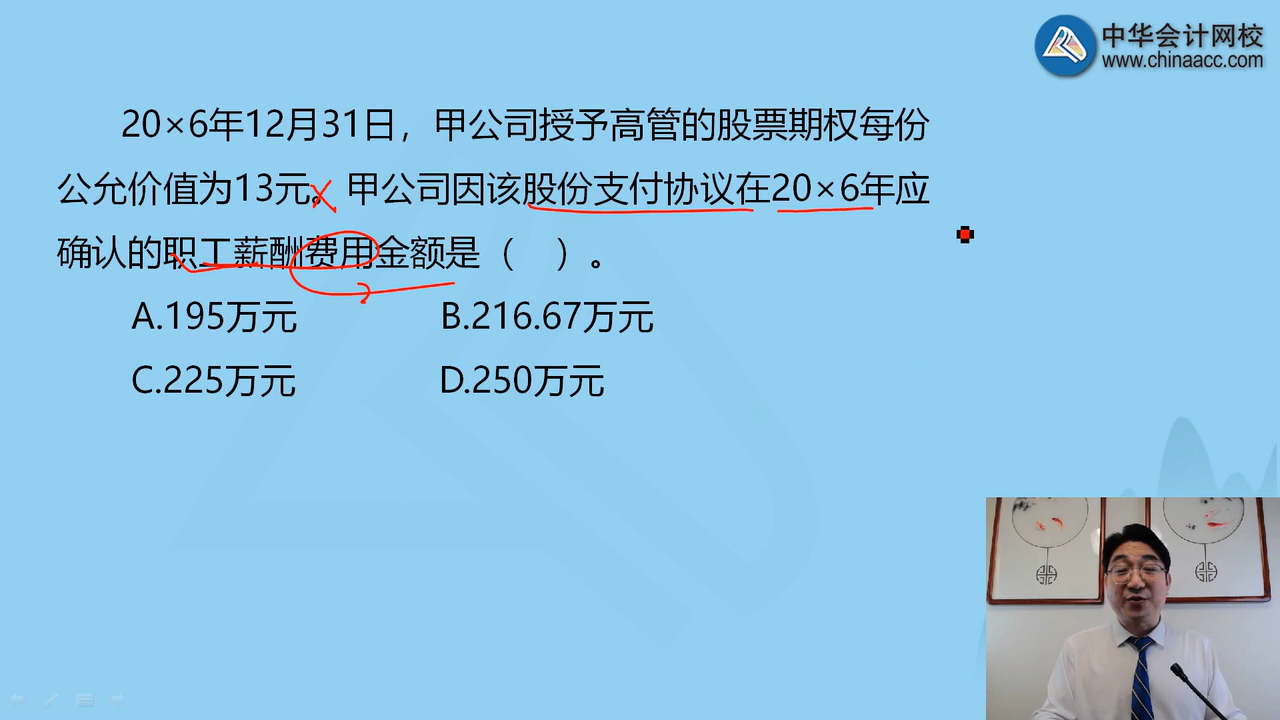 中华会计网校
www.chinaacc.com
20×6年12月31日，甲公司授予高管的股票期权每份
公允价值为13元。甲公司因该股份支付协议在20×6年应
确认的职工薪酬费用金额是（ ）。
A.195万元 B.216.67万元
C.225万元 D.250万元